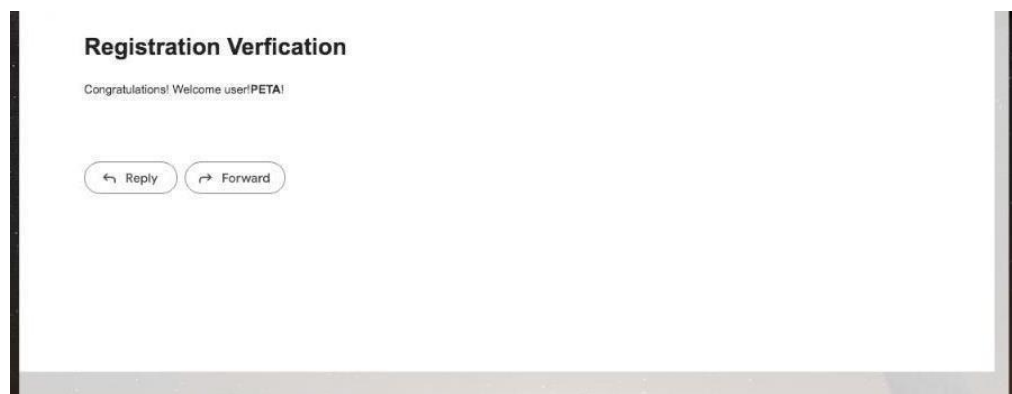 Registration Verfication
Congratulations! Welcome user!PETA!
Reply
Forward